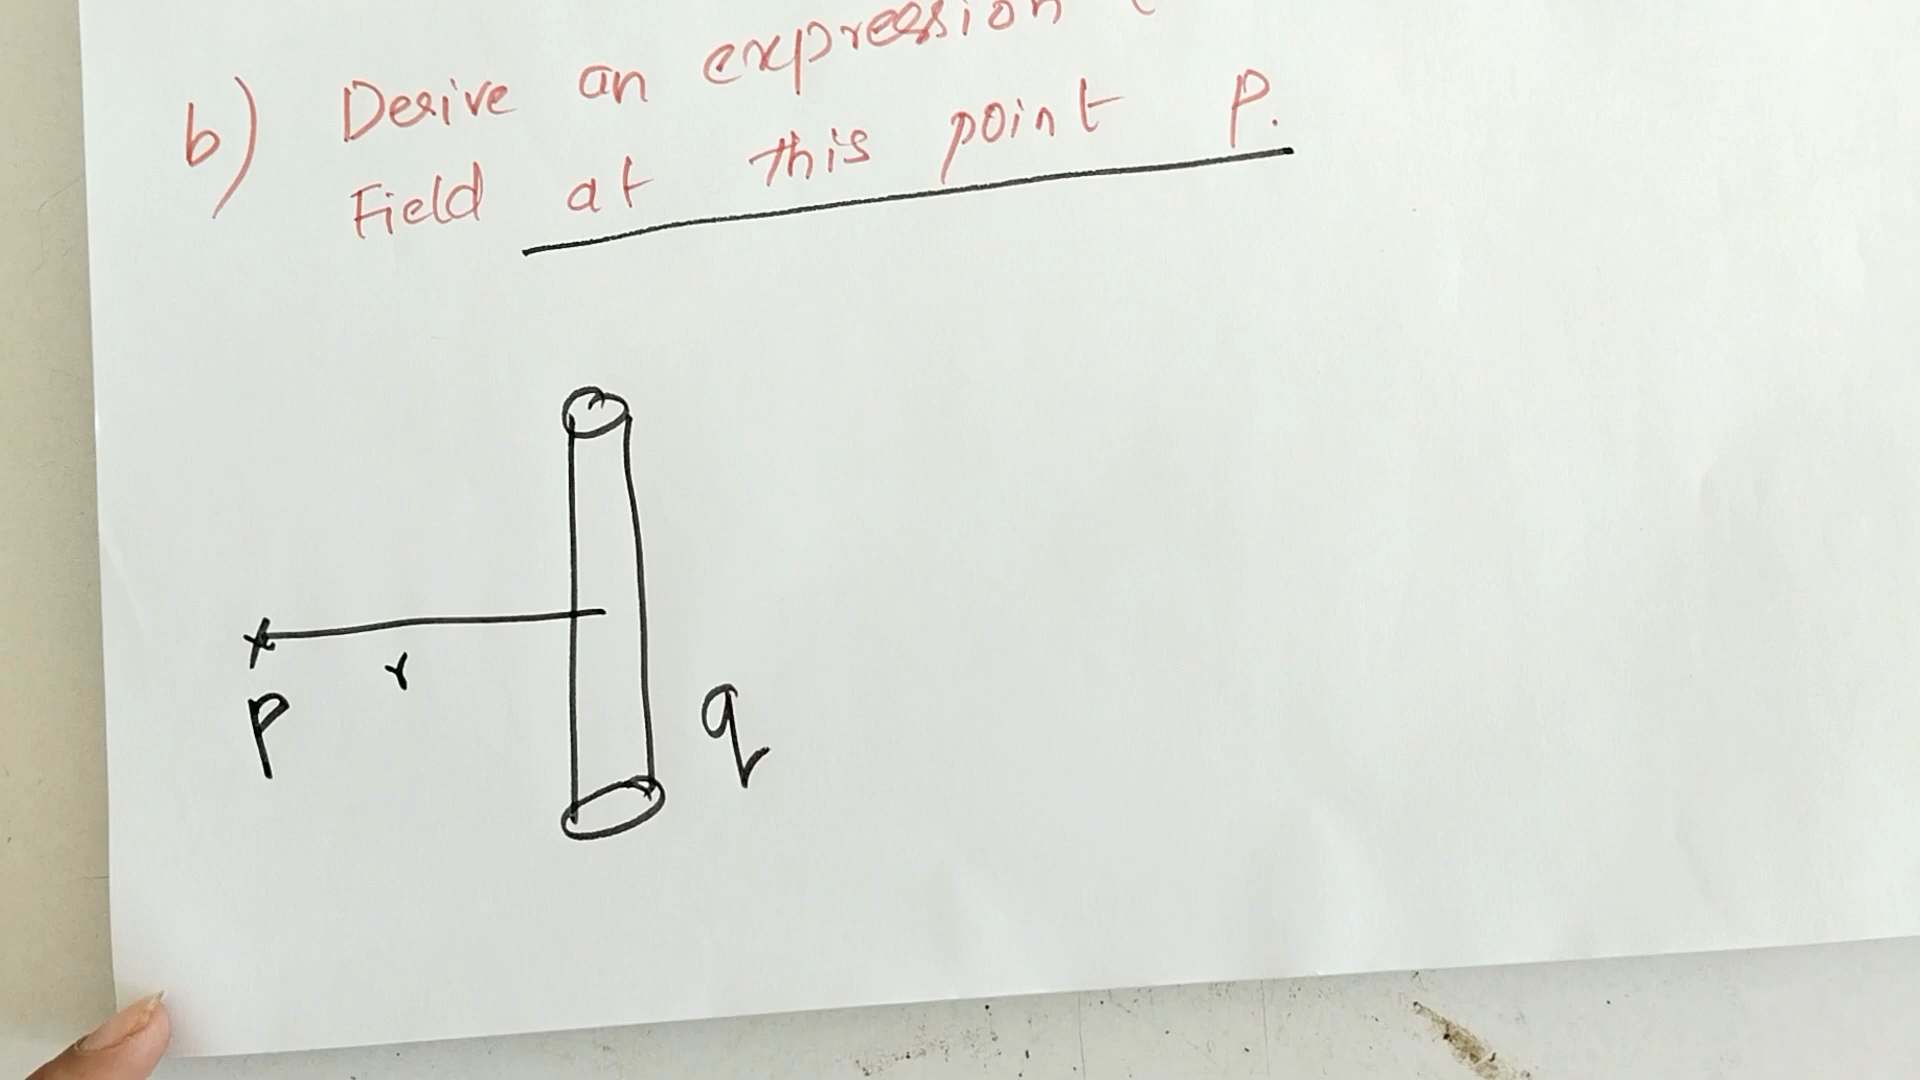 b) Derive an expression
Field at this point P.
r
P
q